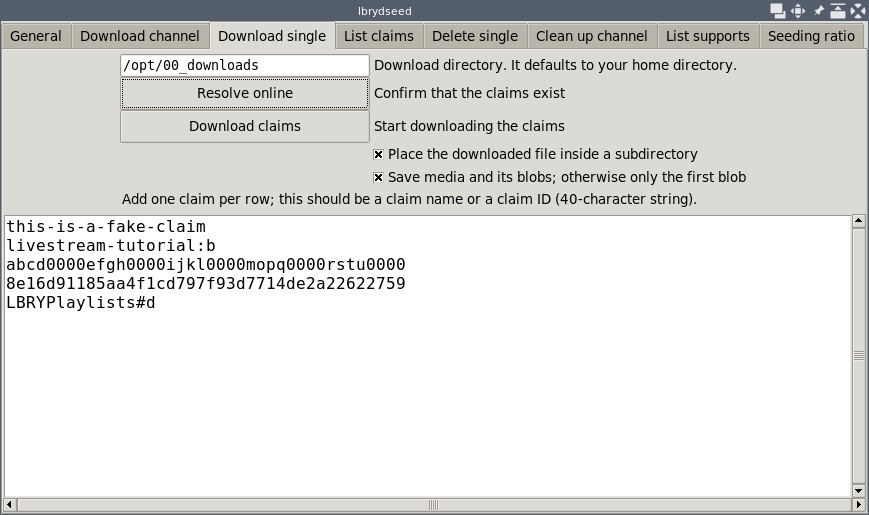 lbrydseed
General Download channel Download single List claims Delete single Clean up channel List supports Seeding ratio
/opt/00_downloads Download directory. It defaults to your home directory.
Resolve online Confirm that the claims exist
Download claims Start downloading the claims
Place the downloaded file inside a subdirectory
Save media and its blobs; otherwise only the first blob
Add one claim per row; this should be a claim name or a claim ID (40-character string).
this-is-a-fake-claim
livestream-tutorial:b
abcd0000efgh0000ijkl0000mopq0000rstu0000
8e16d91185aa4f1cd797f93d7714de2a22622759
LBRYPlaylists#d